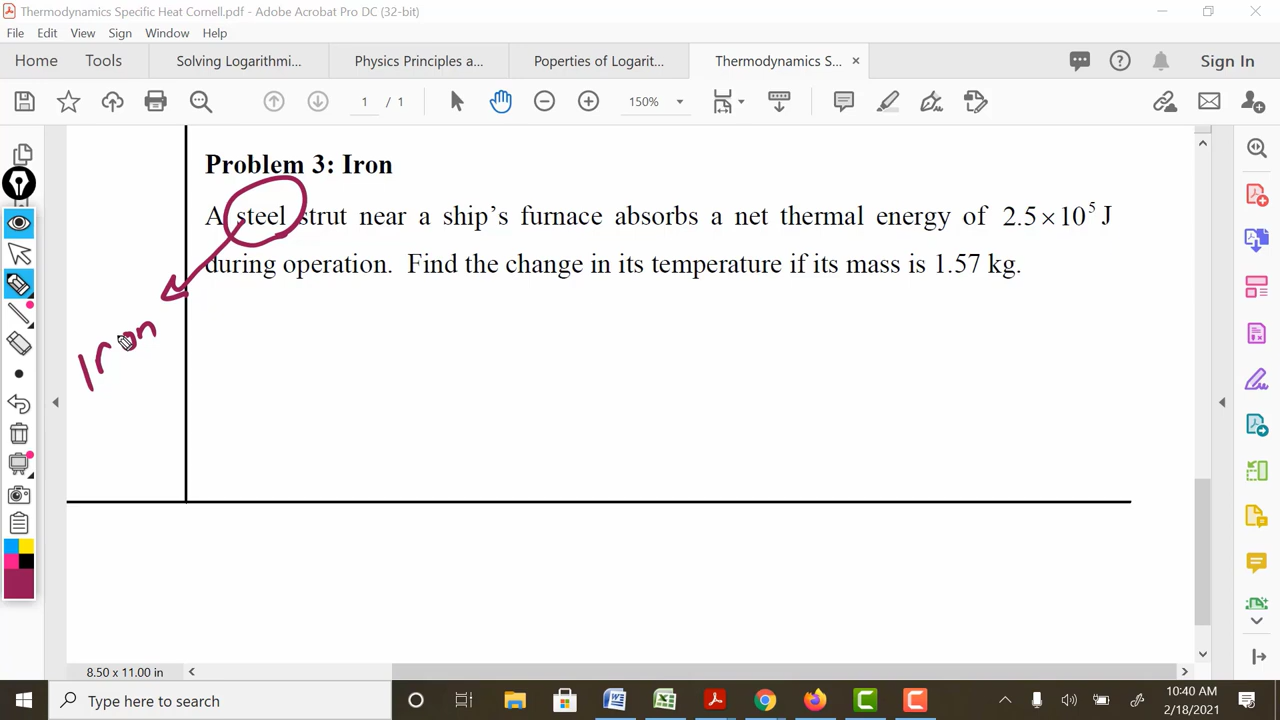 Thermodynamics Specific Heat Cornell.pdf - Adobe Acrobat Pro DC (32-bit)
File Edit View Sign Window Help
Home Tools Solving Logarithmi... Physics Principles a... Poperties of Logarit... Thermodynamics S... × Sign In
1 / 1 150%
Problem 3: Iron
A steel strut near a ship’s furnace absorbs a net thermal energy of 2.5×10⁵ J
during operation. Find the change in its temperature if its mass is 1.57 kg.
Iron
8.50 x 11.00 in
Type here to search
10:40 AM
2/18/2021